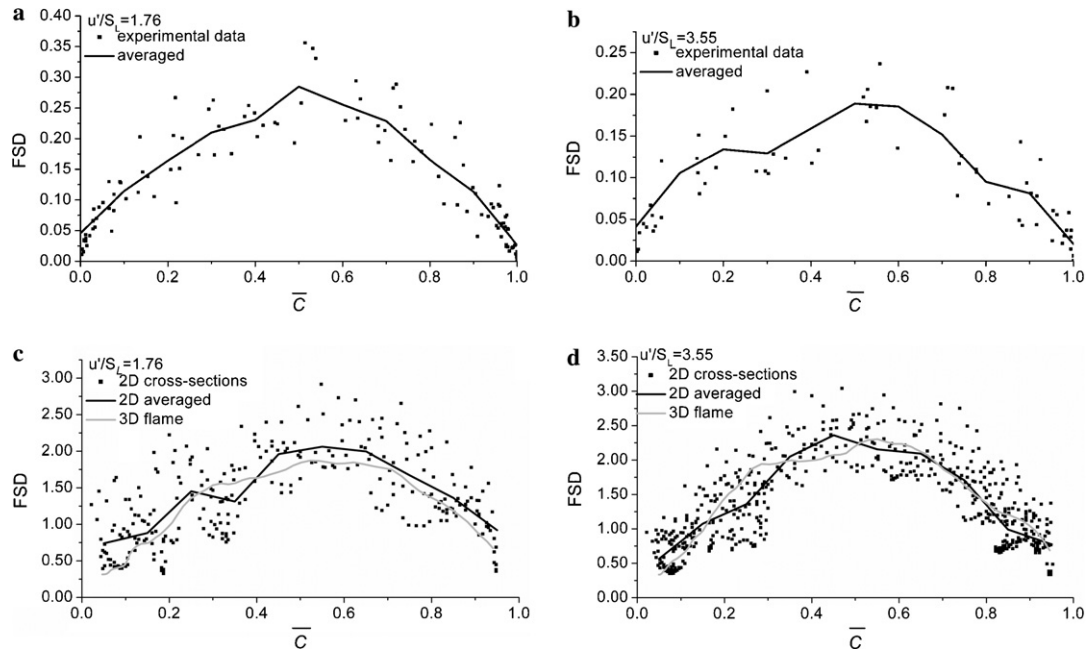 a
u'/S_L=1.76
experimental data
averaged
0.40
0.35
0.30
0.25
0.20
0.15
0.10
0.05
0.00
FSD
0.0 0.2 0.4 0.6 0.8 1.0
C̅
b
u'/S_L=3.55
experimental data
averaged
0.25
0.20
0.15
0.10
0.05
0.00
FSD
0.0 0.2 0.4 0.6 0.8 1.0
C̅
c
u'/S_L=1.76
2D cross-sections
2D averaged
3D flame
3.00
2.50
2.00
1.50
1.00
0.50
0.00
FSD
0.0 0.2 0.4 0.6 0.8 1.0
C̅
d
u'/S_L=3.55
2D cross-sections
2D averaged
3D flame
3.50
3.00
2.50
2.00
1.50
1.00
0.50
0.00
FSD
0.0 0.2 0.4 0.6 0.8 1.0
C̅